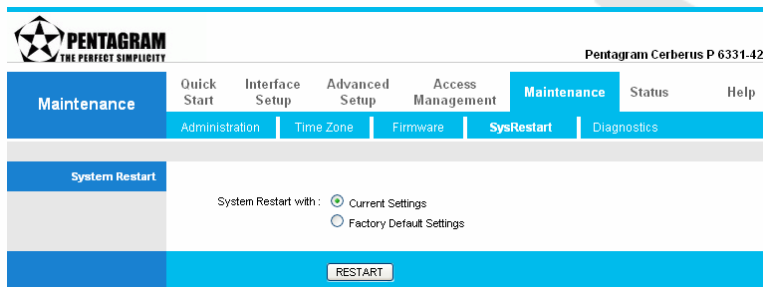 PENTAGRAM
THE PERFECT SIMPLICITY
Pentagram Cerberus P 6331-42
Maintenance
Quick Start
Interface Setup
Advanced Setup
Access Management
Maintenance
Status
Help
Administration
Time Zone
Firmware
SysRestart
Diagnostics
System Restart
System Restart with :
Current Settings
Factory Default Settings
RESTART